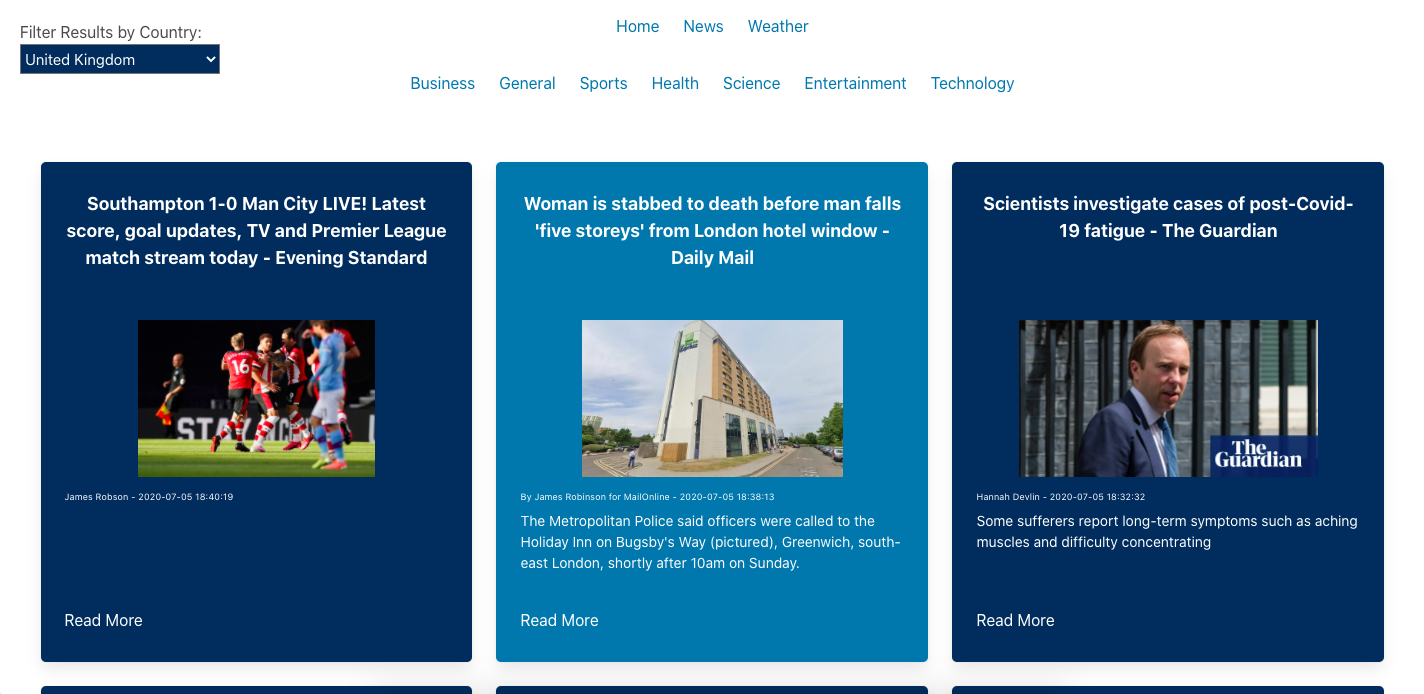 Filter Results by Country:
United Kingdom
Home News Weather
Business General Sports Health Science Entertainment Technology
Southampton 1-0 Man City LIVE! Latest
score, goal updates, TV and Premier League
match stream today - Evening Standard
16
STAY
James Robson - 2020-07-05 18:40:19
Read More
Woman is stabbed to death before man falls
'five storeys' from London hotel window -
Daily Mail
By James Robinson for MailOnline - 2020-07-05 18:38:13
The Metropolitan Police said officers were called to the
Holiday Inn on Bugsby's Way (pictured), Greenwich, south-
east London, shortly after 10am on Sunday.
Read More
Scientists investigate cases of post-Covid-
19 fatigue - The Guardian
The
Guardian
Hannah Devlin - 2020-07-05 18:32:32
Some sufferers report long-term symptoms such as aching
muscles and difficulty concentrating
Read More